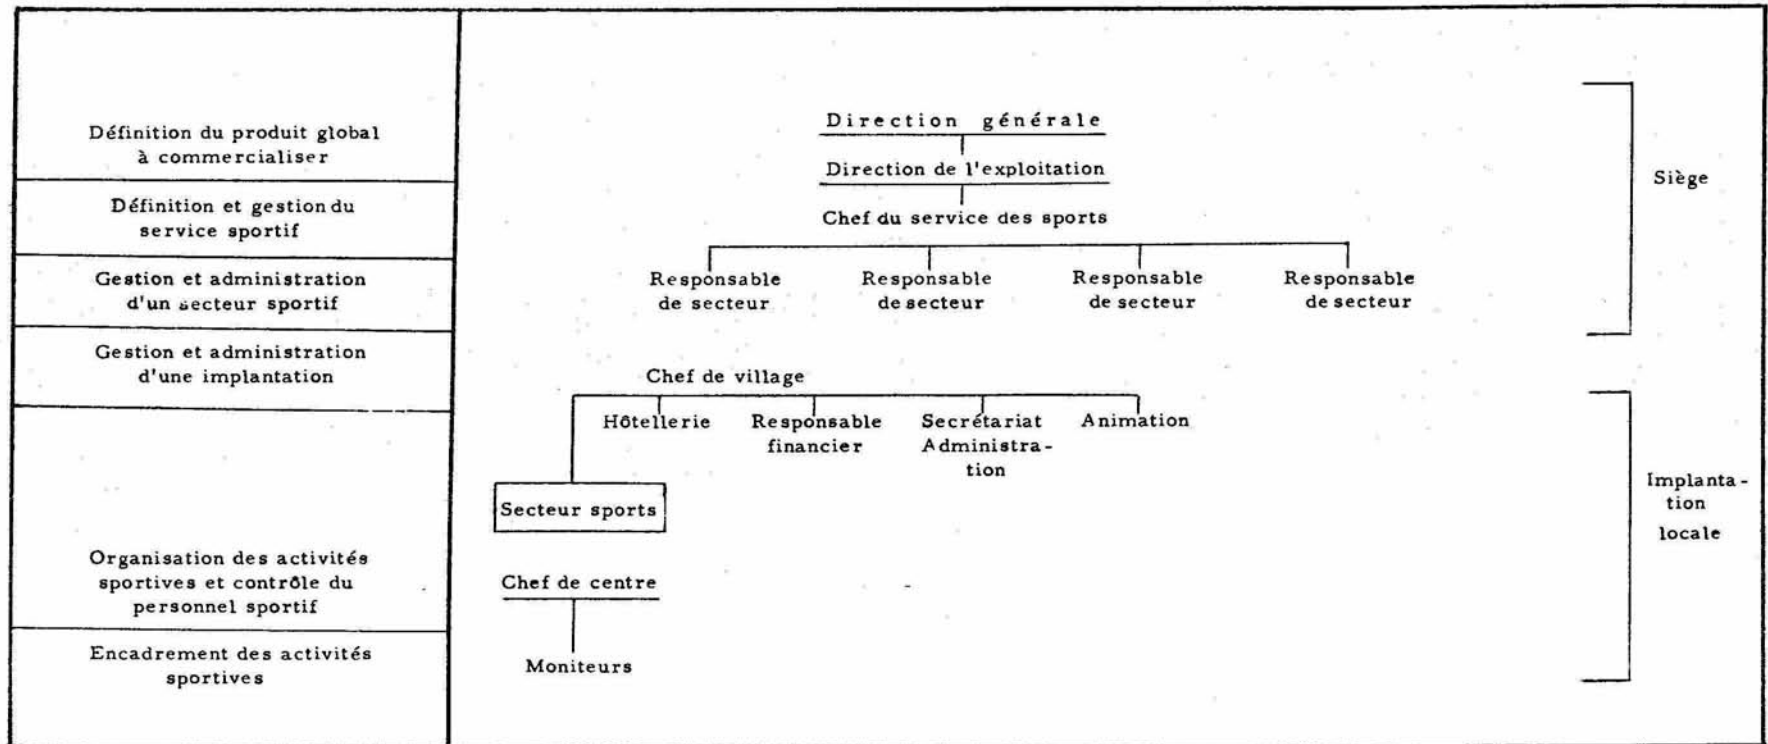 Définition du produit global
à commercialiser
Définition et gestion du
service sportif
Gestion et administration
d'un secteur sportif
Gestion et administration
d'une implantation
Organisation des activités
sportives et contrôle du
personnel sportif
Encadrement des activités
sportives
Direction générale
Direction de l'exploitation
Chef du service des sports
Responsable
de secteur
Responsable
de secteur
Responsable
de secteur
Responsable
de secteur
Chef de village
Hôtellerie
Responsable
financier
Secrétariat
Administra-
tion
Animation
Secteur sports
Chef de centre
Moniteurs
Siège
Implanta-
tion
locale